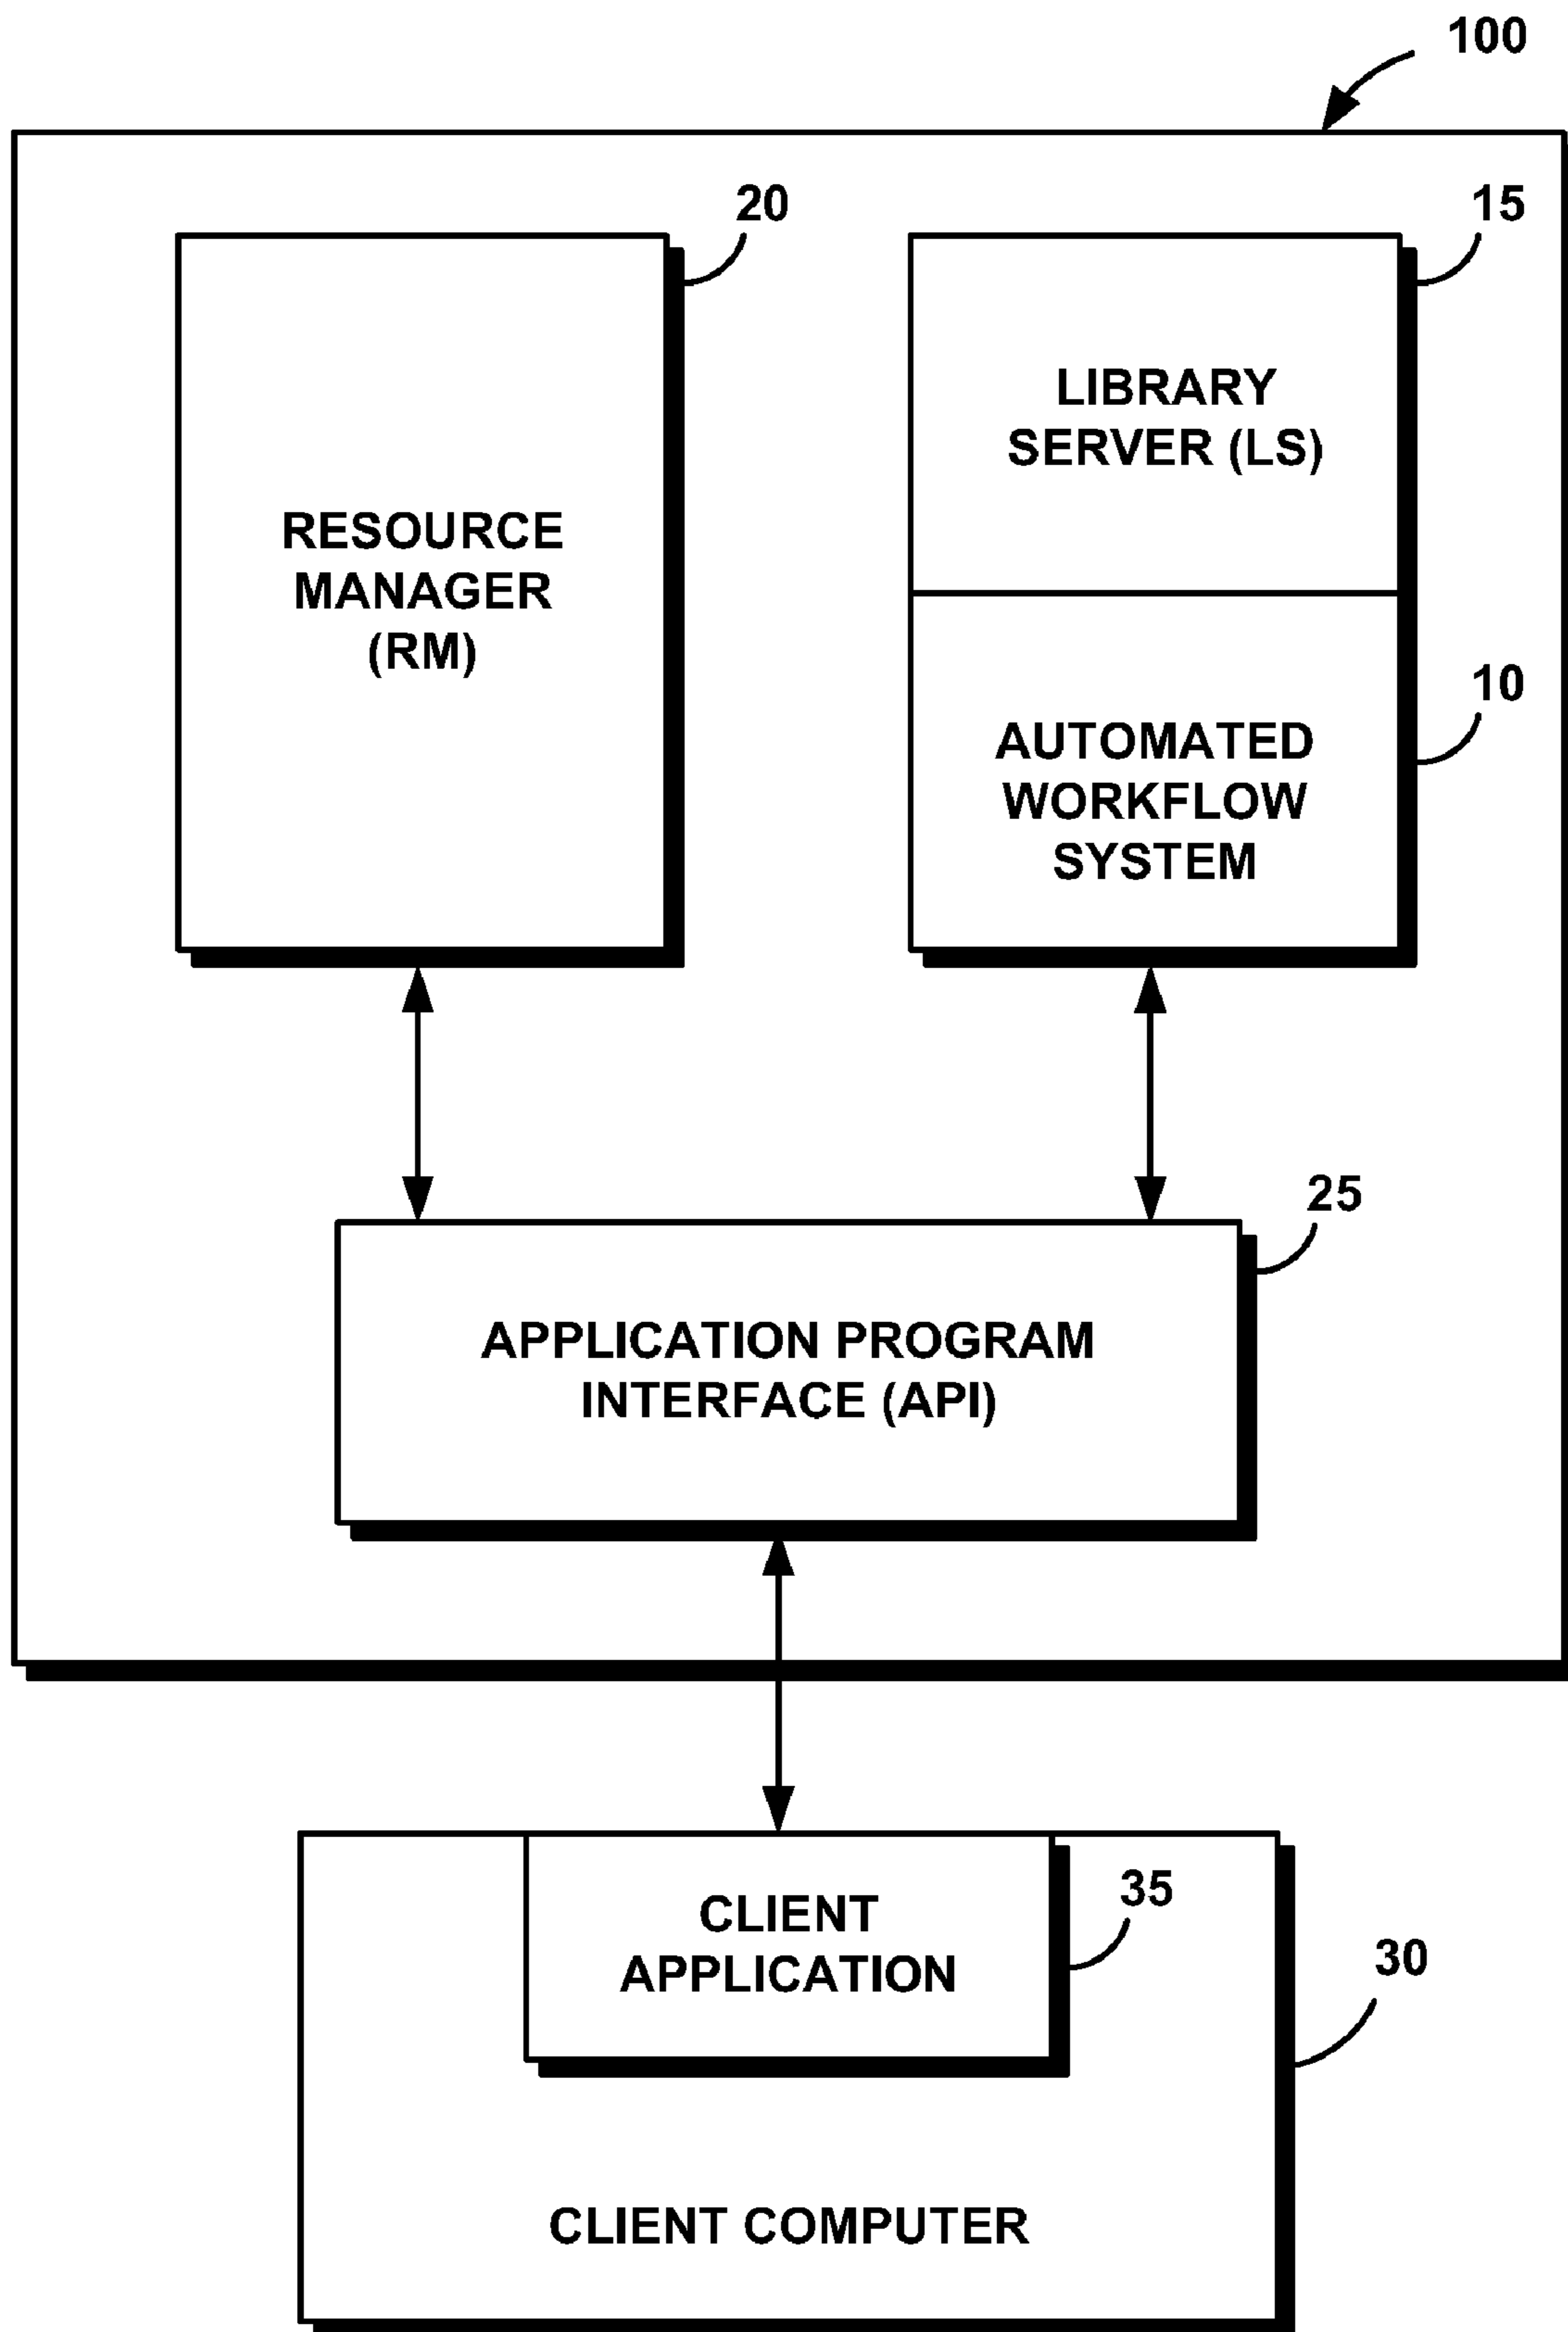 100
20
15
LIBRARY
SERVER (LS)
RESOURCE
MANAGER
(RM)
10
AUTOMATED
WORKFLOW
SYSTEM
25
APPLICATION PROGRAM
INTERFACE (API)
35
CLIENT
APPLICATION
30
CLIENT COMPUTER